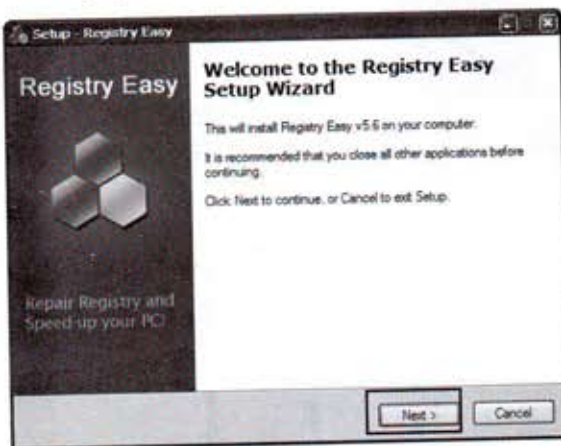 Setup - Registry Easy
Registry Easy
Welcome to the Registry Easy
Setup Wizard
This will install Registry Easy v5.6 on your computer.
It is recommended that you close all other applications before
continuing.
Click Next to continue, or Cancel to exit Setup.
Repair Registry and
Speed up your PC!
Next >
Cancel